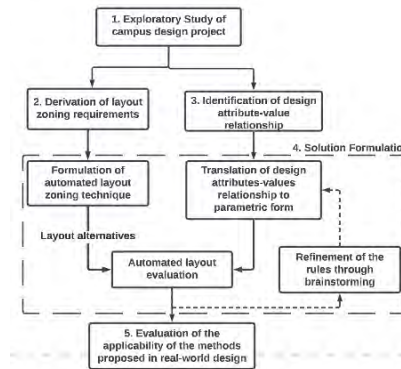 1. Exploratory Study of
campus design project
2. Derivation of layout
zoning requirements
3. Identification of design
attribute-value
relationship
4. Solution Formulatio
Formulation of
automated layout
zoning technique
Translation of design
attributes-values
relationship to
parametric form
Layout alternatives
Automated layout
evaluation
Refinement of the
rules through
brainstorming
5. Evaluation of the
applicability of the methods
proposed in real-world design